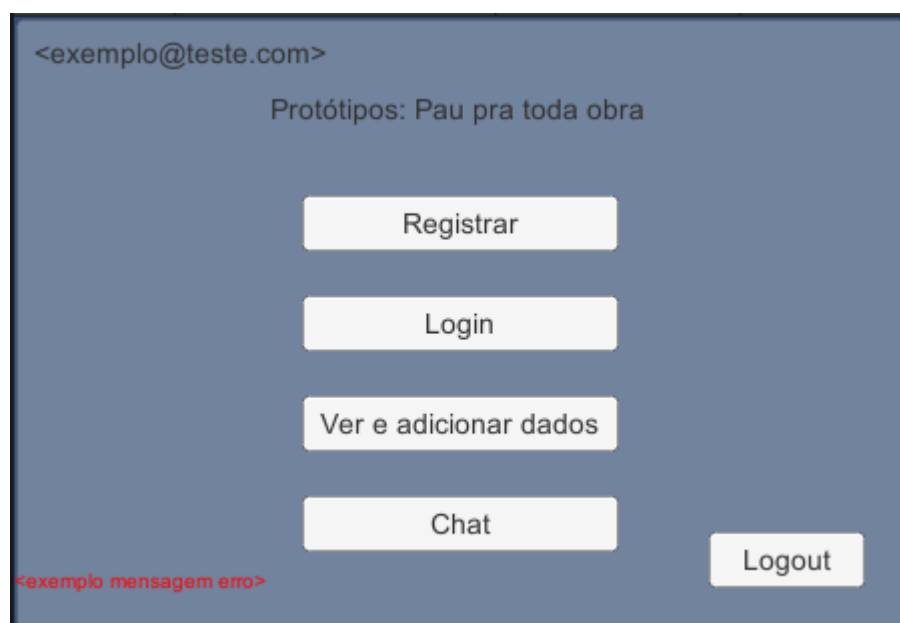 <exemplo@teste.com>
Protótipos: Pau pra toda obra
Registrar
Login
Ver e adicionar dados
Chat
Logout
<exemplo mensagem erro>